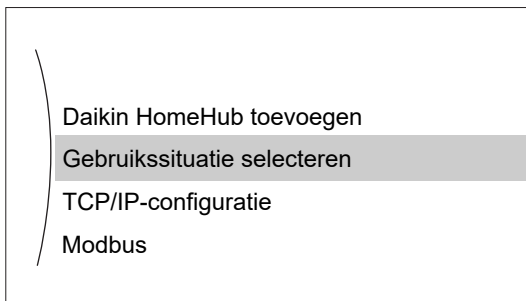 Daikin HomeHub toevoegen
Gebruikssituatie selecteren
TCP/IP-configuratie
Modbus